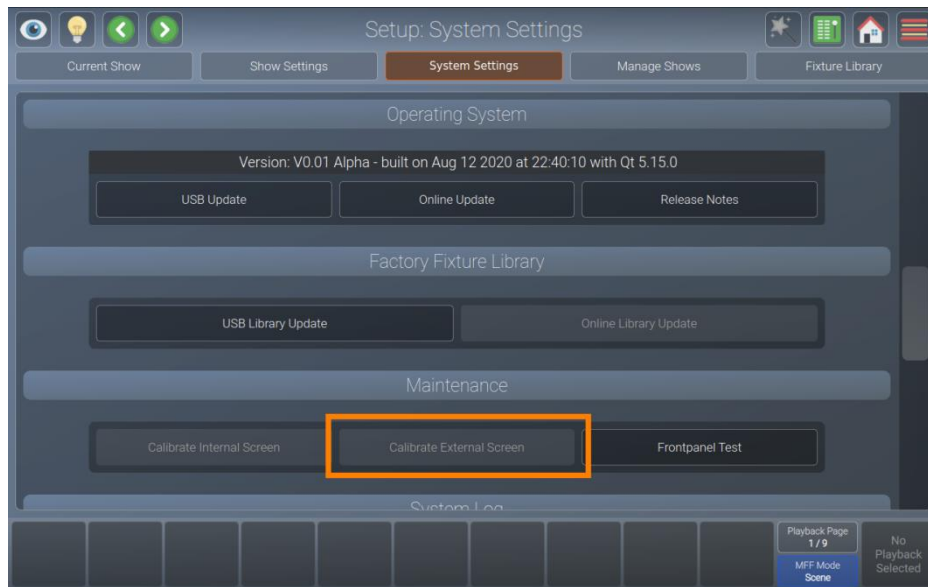 Setup: System Settings
Current Show
Show Settings
System Settings
Manage Shows
Fixture Library
Operating System
Version: V0.01 Alpha - built on Aug 12 2020 at 22:40:10 with Qt 5.15.0
USB Update
Online Update
Release Notes
Factory Fixture Library
USB Library Update
Online Library Update
Maintenance
Calibrate Internal Screen
Calibrate External Screen
Frontpanel Test
System Log
Playback Page
1 / 9
MFF Mode
Scene
No
Playback
Selected